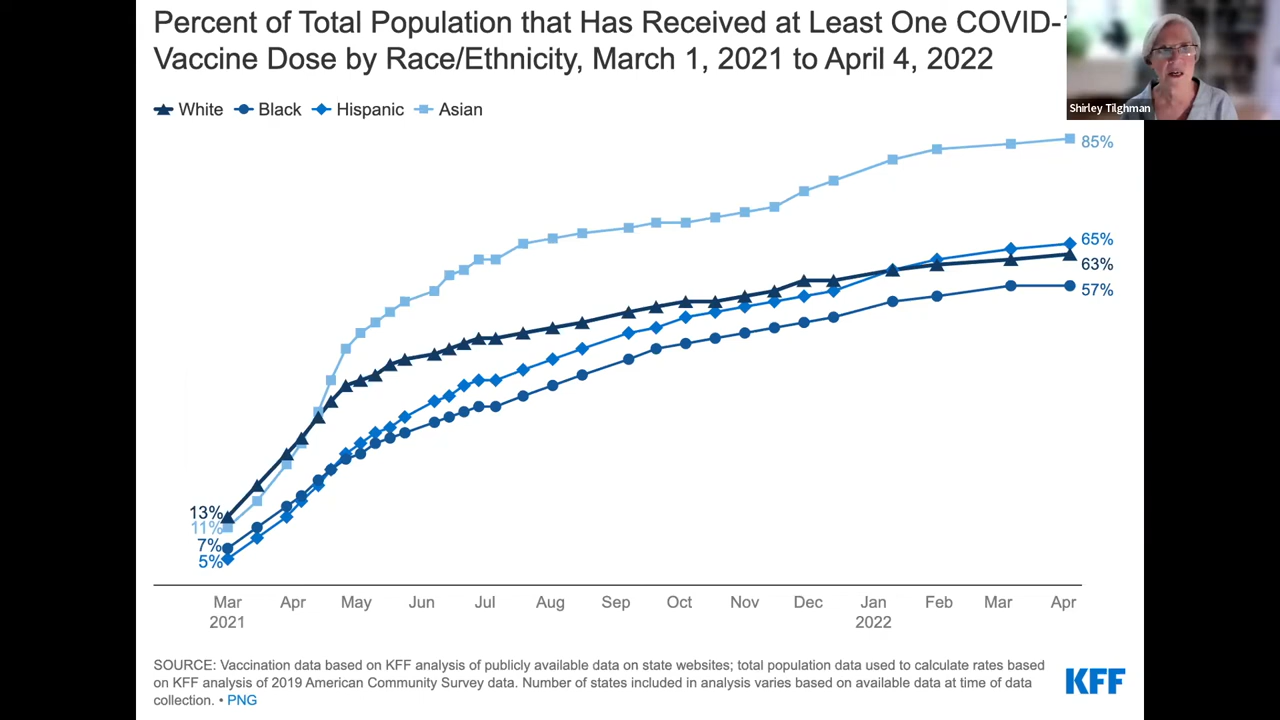 Percent of Total Population that Has Received at Least One COVID-
Vaccine Dose by Race/Ethnicity, March 1, 2021 to April 4, 2022
Shirley Tilghman
White Black Hispanic Asian
85%
65%
63%
57%
13%
11%
7%
5%
Mar Apr May Jun Jul Aug Sep Oct Nov Dec Jan Feb Mar Apr
2021 2022
SOURCE: Vaccination data based on KFF analysis of publicly available data on state websites; total population data used to calculate rates based
on KFF analysis of 2019 American Community Survey data. Number of states included in analysis varies based on available data at time of data
collection. • PNG
KFF